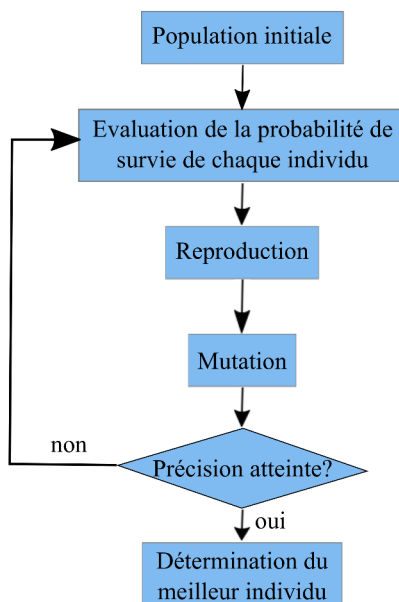 Population initiale
Evaluation de la probabilité de
survie de chaque individu
Reproduction
Mutation
non
Précision atteinte?
oui
Détermination du
meilleur individu